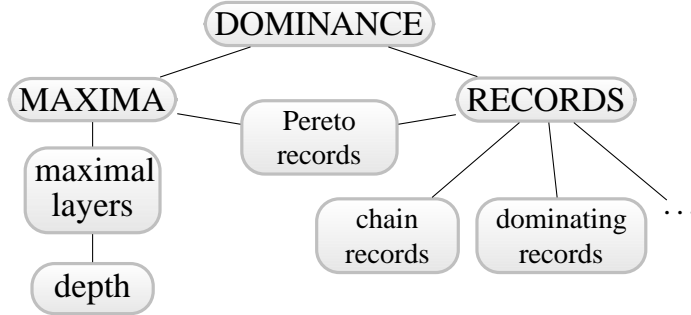 DOMINANCE
MAXIMA
RECORDS
Pereto
records
maximal
layers
chain
records
dominating
records
...
depth